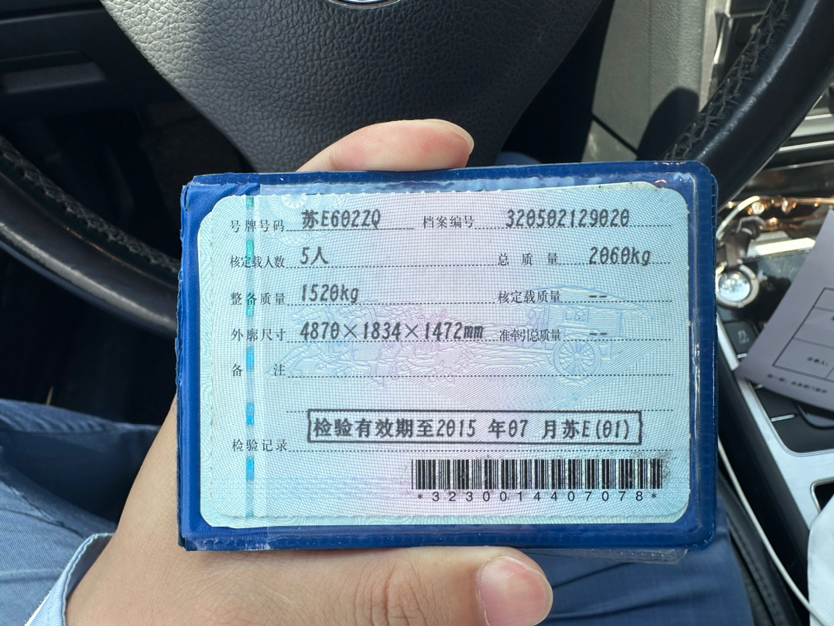 号牌号码 苏E602ZQ 档案编号 320502129020
核定载人数 5人 总质量 2060kg
整备质量 1520kg 核定载质量 --
外廓尺寸 4870×1834×1472mm 准牵引总质量 --
备注
检验有效期至2015 年07 月苏E(01)
检验记录
*3230014407078*